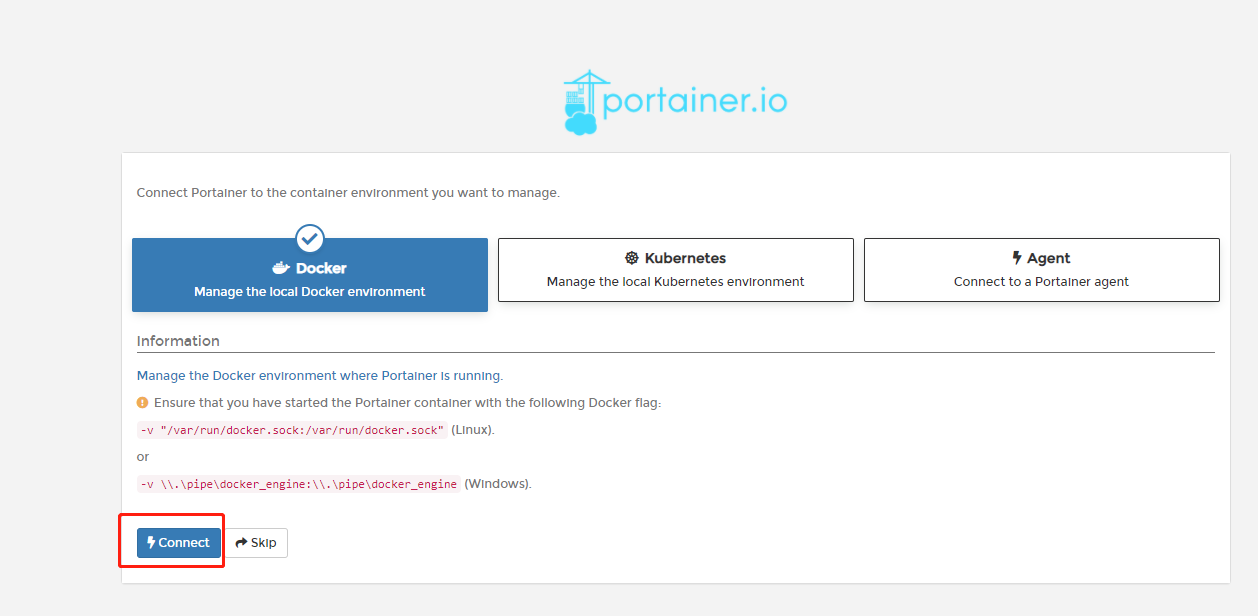 portainer.io
Connect Portainer to the container environment you want to manage.
Docker
Manage the local Docker environment
Kubernetes
Manage the local Kubernetes environment
Agent
Connect to a Portainer agent
Information
Manage the Docker environment where Portainer is running.
Ensure that you have started the Portainer container with the following Docker flag:
-v "/var/run/docker.sock:/var/run/docker.sock" (Linux).
or
-v \\.\pipe\docker_engine:\\.\pipe\docker_engine (Windows).
Connect Skip